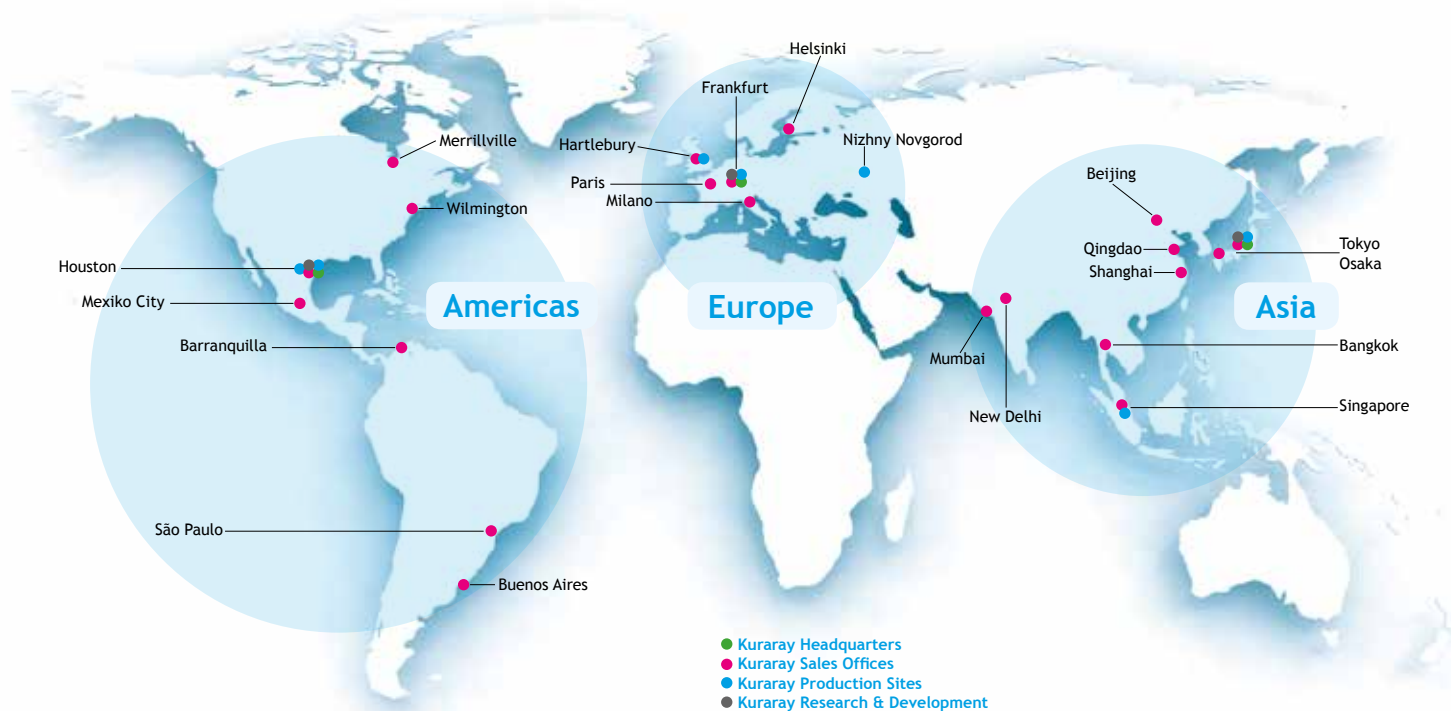 Helsinki
Frankfurt
Merrillville
Hartlebury
Nizhny Novgorod
Paris
Beijing
Milano
Wilmington
Qingdao
Tokyo
Osaka
Houston
Shanghai
Mexiko City
Americas
Europe
Asia
Barranquilla
Mumbai
Bangkok
New Delhi
Singapore
São Paulo
Buenos Aires
Kuraray Headquarters
Kuraray Sales Offices
Kuraray Production Sites
Kuraray Research & Development